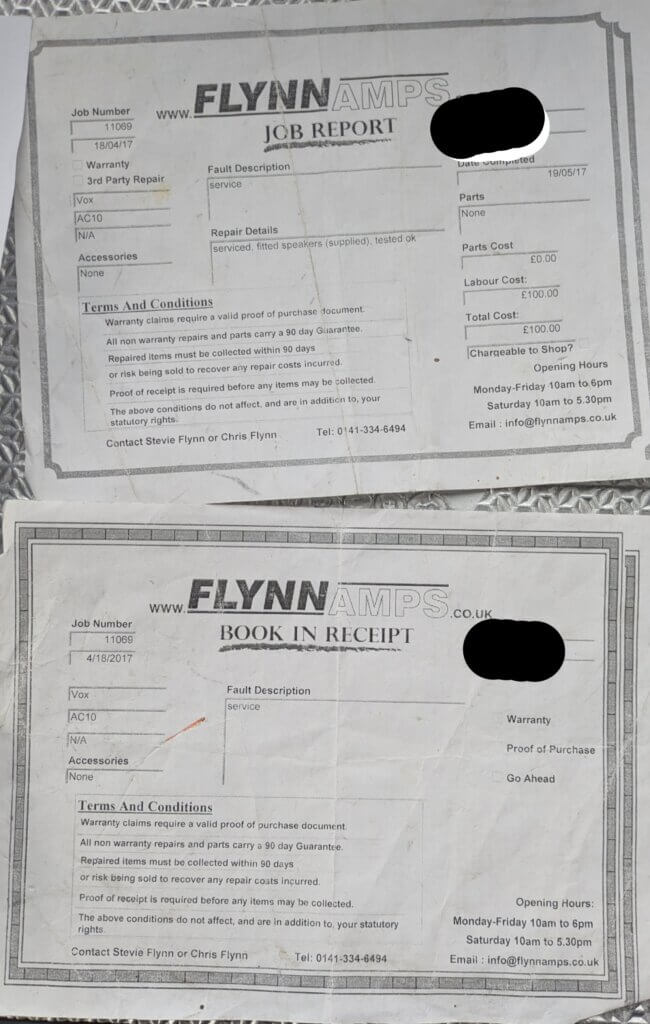 WWW. FLYNNAMPS.
JOB REPORT
Job Number
11069
18/04/17
Warranty
3rd Party Repair
Vox
AC10
N/A
Accessories
None
Fault Description
service
Repair Details
serviced, fitted speakers (supplied), tested ok
Date Completed
19/05/17
Parts
None
Parts Cost
£0.00
Labour Cost:
£100.00
Total Cost:
£100.00
Chargeable to Shop?
Terms And Conditions
Warranty claims require a valid proof of purchase document.
All non warranty repairs and parts carry a 90 day Guarantee.
Repaired items must be collected within 90 days
or risk being sold to recover any repair costs incurred.
Proof of receipt is required before any items may be collected.
The above conditions do not affect, and are in addition to, your
statutory rights.
Contact Stevie Flynn or Chris Flynn
Tel: 0141-334-6494
Opening Hours
Monday-Friday 10am to 6pm
Saturday 10am to 5.30pm
Email : info@flynnamps.co.uk
WWW. FLYNNAMPS.CO.UK
BOOK IN RECEIPT
Job Number
11069
4/18/2017
Vox
AC10
N/A
Accessories
None
Fault Description
service
Warranty
Proof of Purchase
Go Ahead
Terms And Conditions
Warranty claims require a valid proof of purchase document.
All non warranty repairs and parts carry a 90 day Guarantee.
Repaired items must be collected within 90 days
or risk being sold to recover any repair costs incurred.
Proof of receipt is required before any items may be collected.
The above conditions do not affect, and are in addition to, your statutory
rights.
Contact Stevie Flynn or Chris Flynn
Tel: 0141-334-6494
Opening Hours:
Monday-Friday 10am to 6pm
Saturday 10am to 5.30pm
Email : info@flynnamps.co.uk